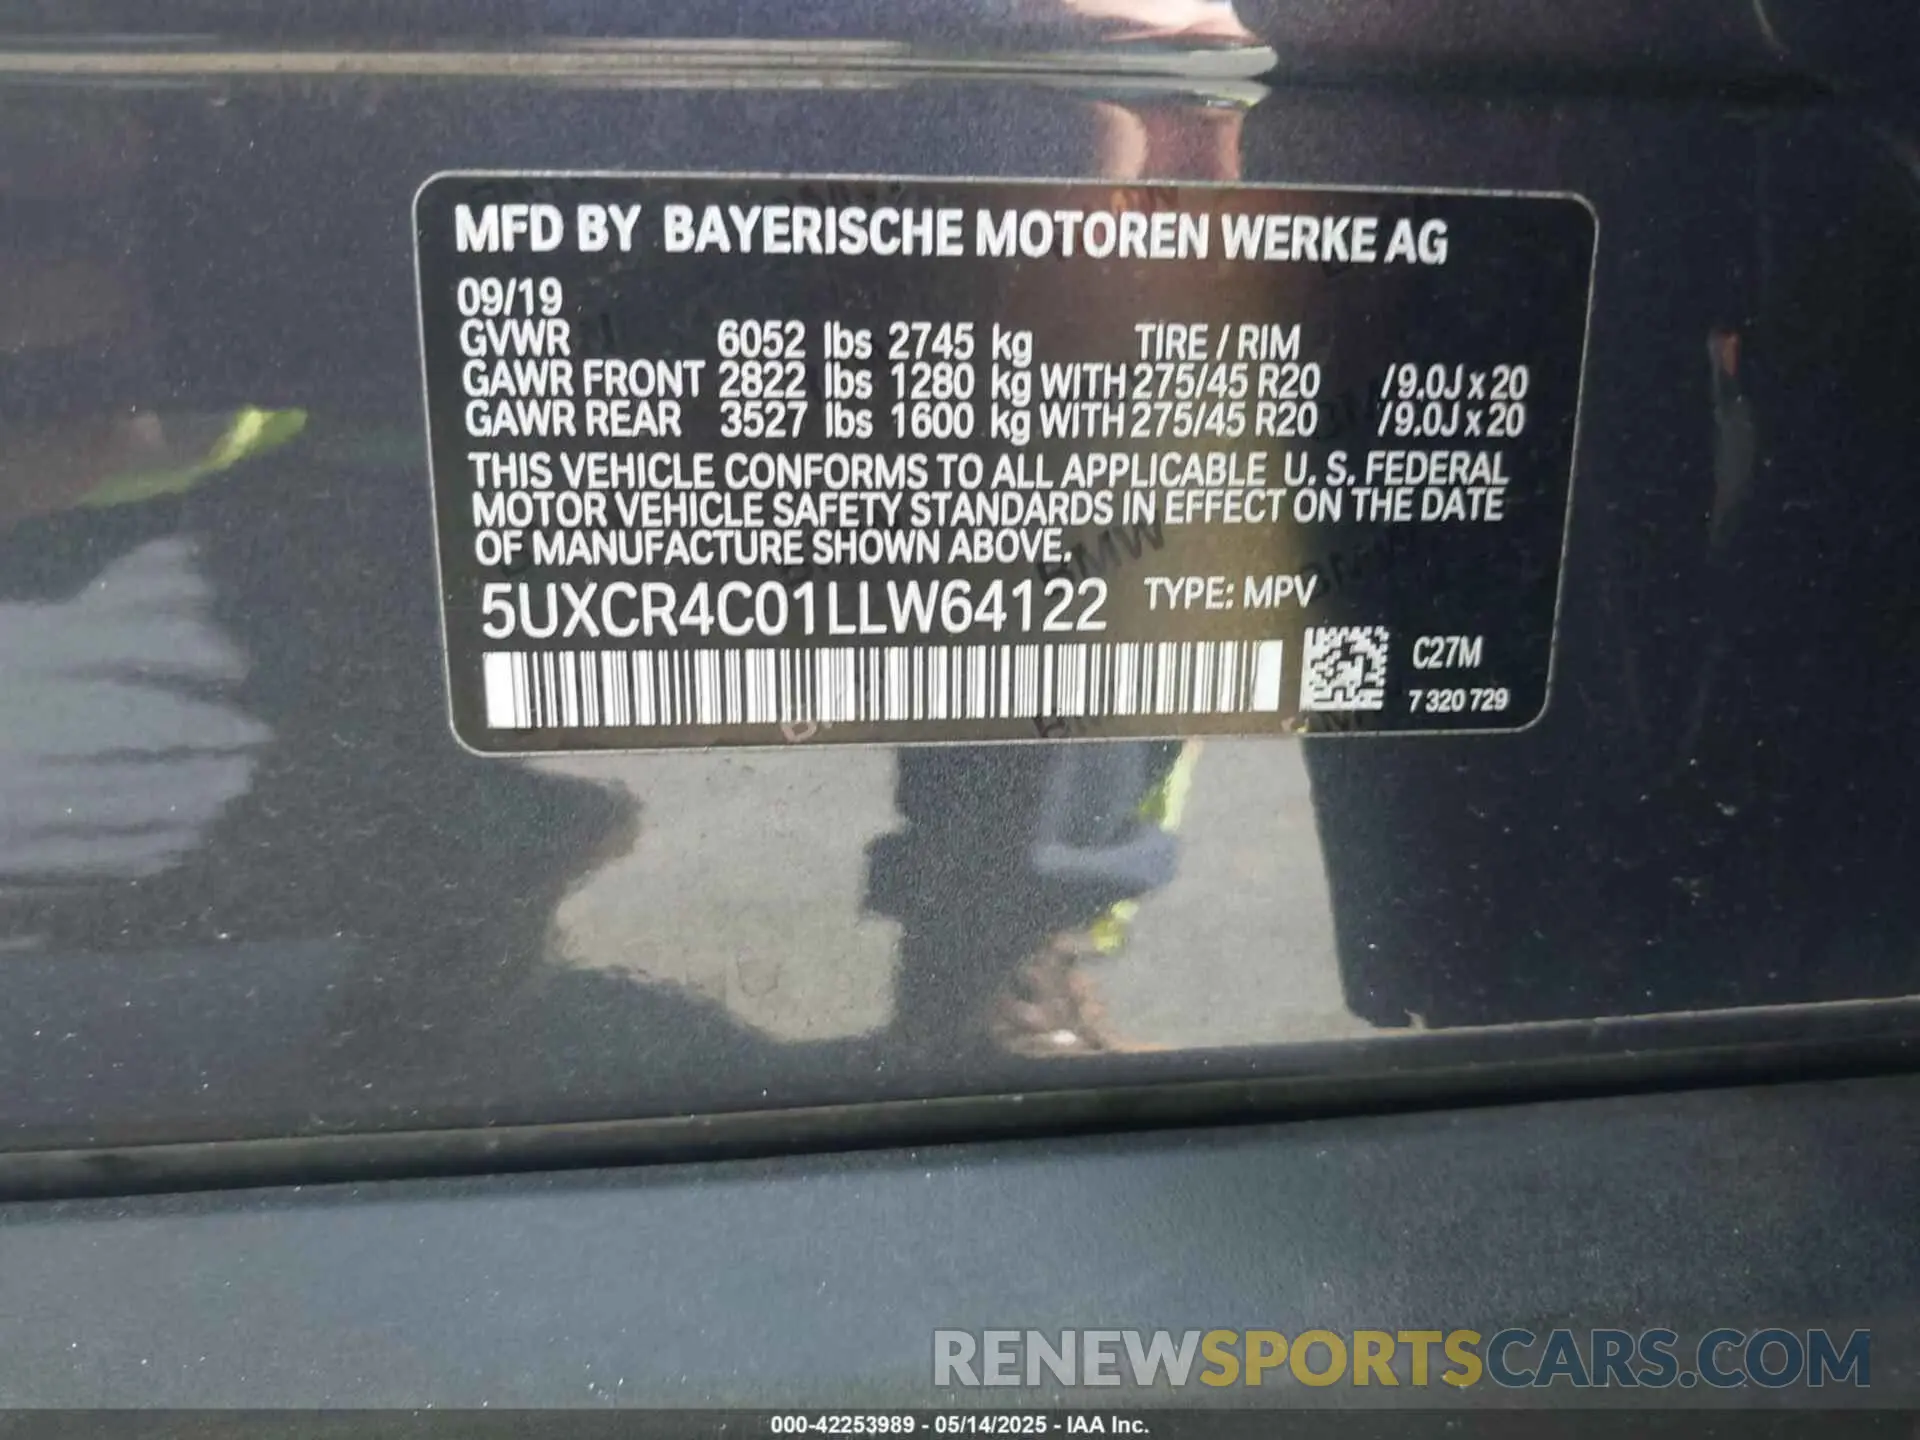 MFD BY BAYERISCHE MOTOREN WERKE AG
09/19
GVWR 6052 lbs 2745 kg TIRE / RIM
GAWR FRONT 2822 lbs 1280 kg WITH 275/45 R20 /9.0J x 20
GAWR REAR 3527 lbs 1600 kg WITH 275/45 R20 /9.0J x 20
THIS VEHICLE CONFORMS TO ALL APPLICABLE U. S. FEDERAL
MOTOR VEHICLE SAFETY STANDARDS IN EFFECT ON THE DATE
OF MANUFACTURE SHOWN ABOVE.
5UXCR4C01LLW64122 TYPE: MPV
C27M
7 320 729
RENEWSPORTSCARS.COM
000-42253989 - 05/14/2025 - IAA Inc.